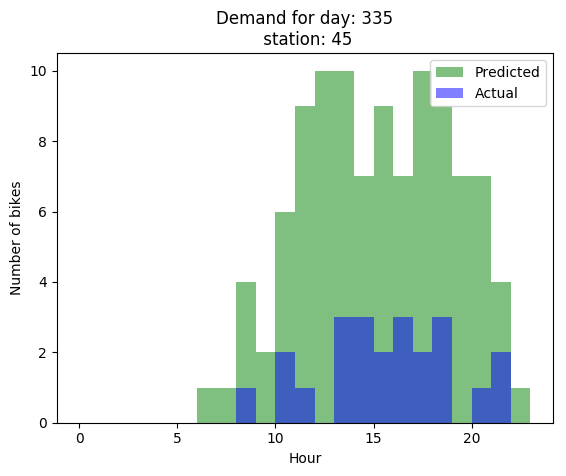 Demand for day: 335
station: 45
Predicted
Actual
Number of bikes
10
8
6
4
2
0
0 5 10 15 20
Hour